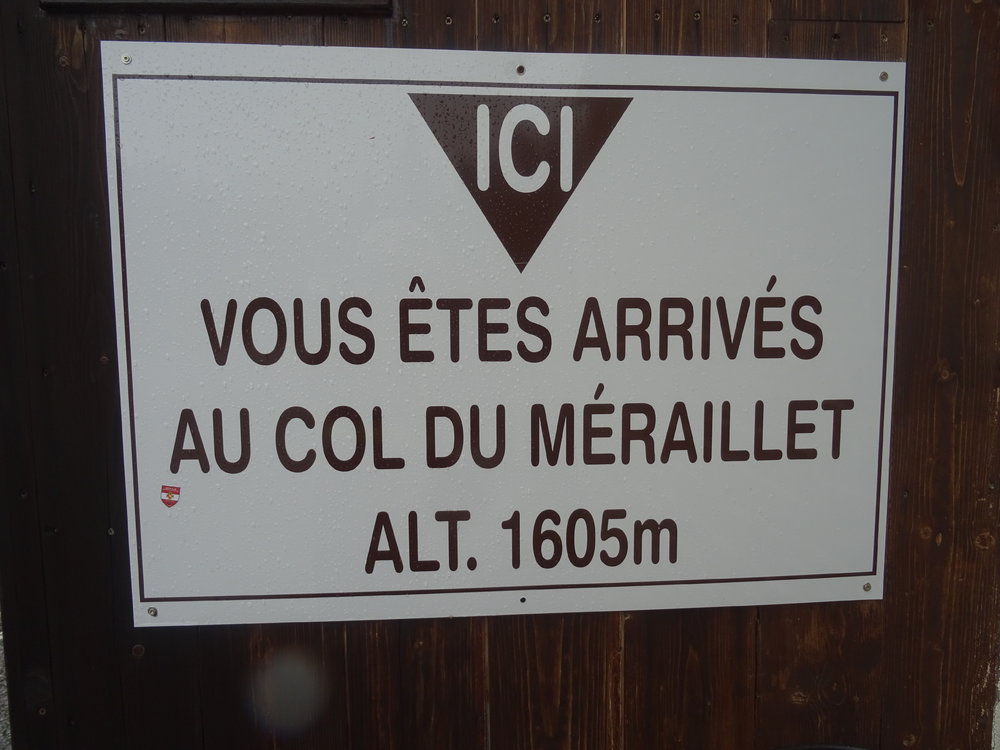 ICI
VOUS ÊTES ARRIVÉS
AU COL DU MÉRAILLET
ALT. 1605m